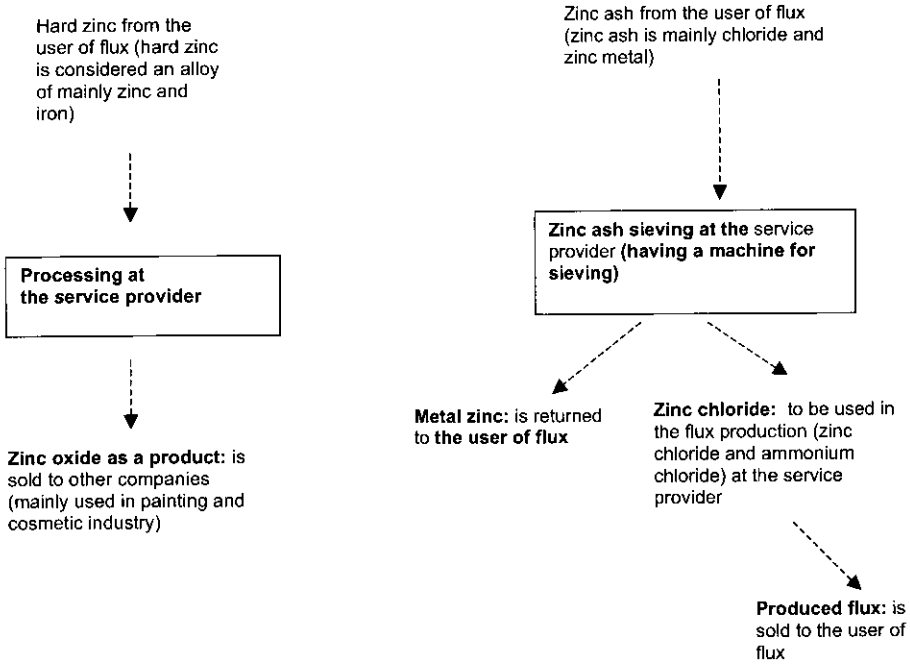 Hard zinc from the
user of flux (hard zinc
is considered an alloy
of mainly zinc and
iron)
Processing at
the service provider
Zinc oxide as a product: is
sold to other companies
(mainly used in painting and
cosmetic industry)
Zinc ash from the user of flux
(zinc ash is mainly chloride and
zinc metal)
Zinc ash sieving at the service
provider (having a machine for
sieving)
Metal zinc: is returned
to the user of flux
Zinc chloride: to be used in
the flux production (zinc
chloride and ammonium
chloride) at the service
provider
Produced flux: is
sold to the user of
flux